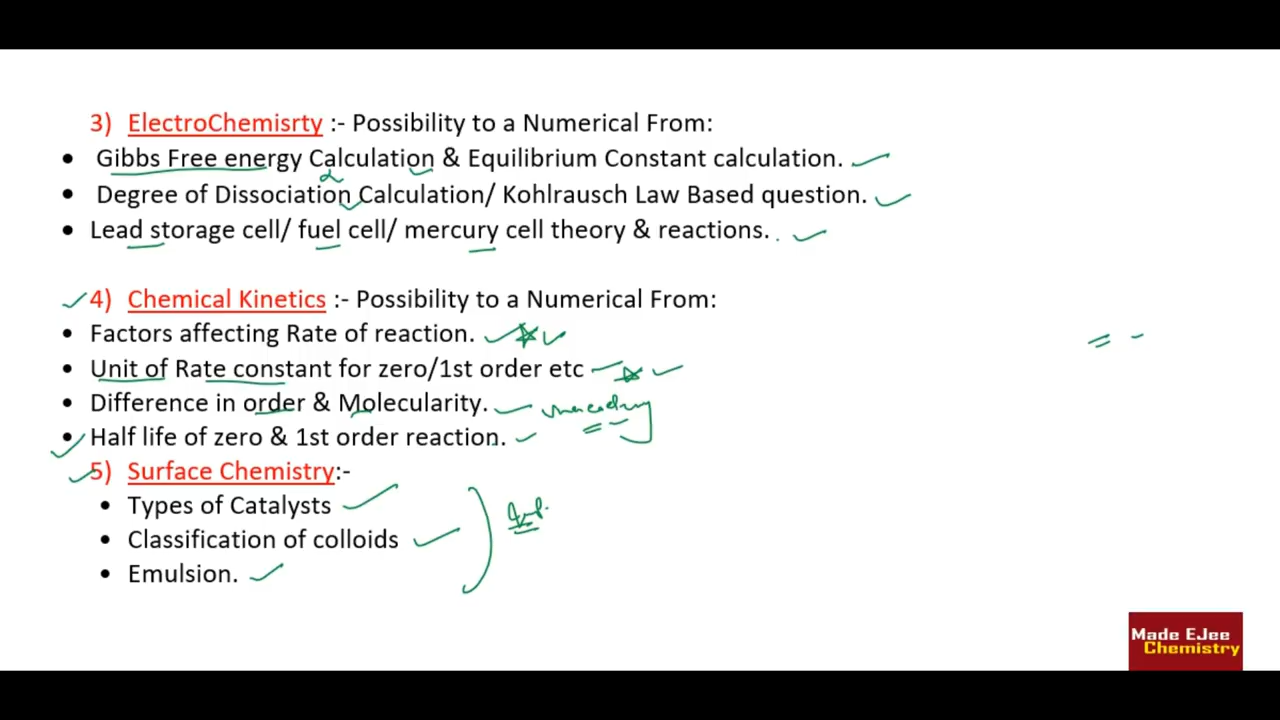 3) ElectroChemisrty :- Possibility to a Numerical From:
• Gibbs Free energy Calculation & Equilibrium Constant calculation.
α
• Degree of Dissociation Calculation/ Kohlrausch Law Based question.
• Lead storage cell/ fuel cell/ mercury cell theory & reactions.
4) Chemical Kinetics :- Possibility to a Numerical From:
• Factors affecting Rate of reaction.
• Unit of Rate constant for zero/1st order etc
• Difference in order & Molecularity.
• Half life of zero & 1st order reaction.
5) Surface Chemistry:-
• Types of Catalysts
• Classification of colloids
• Emulsion.
Imp.
Made EJee
Chemistry